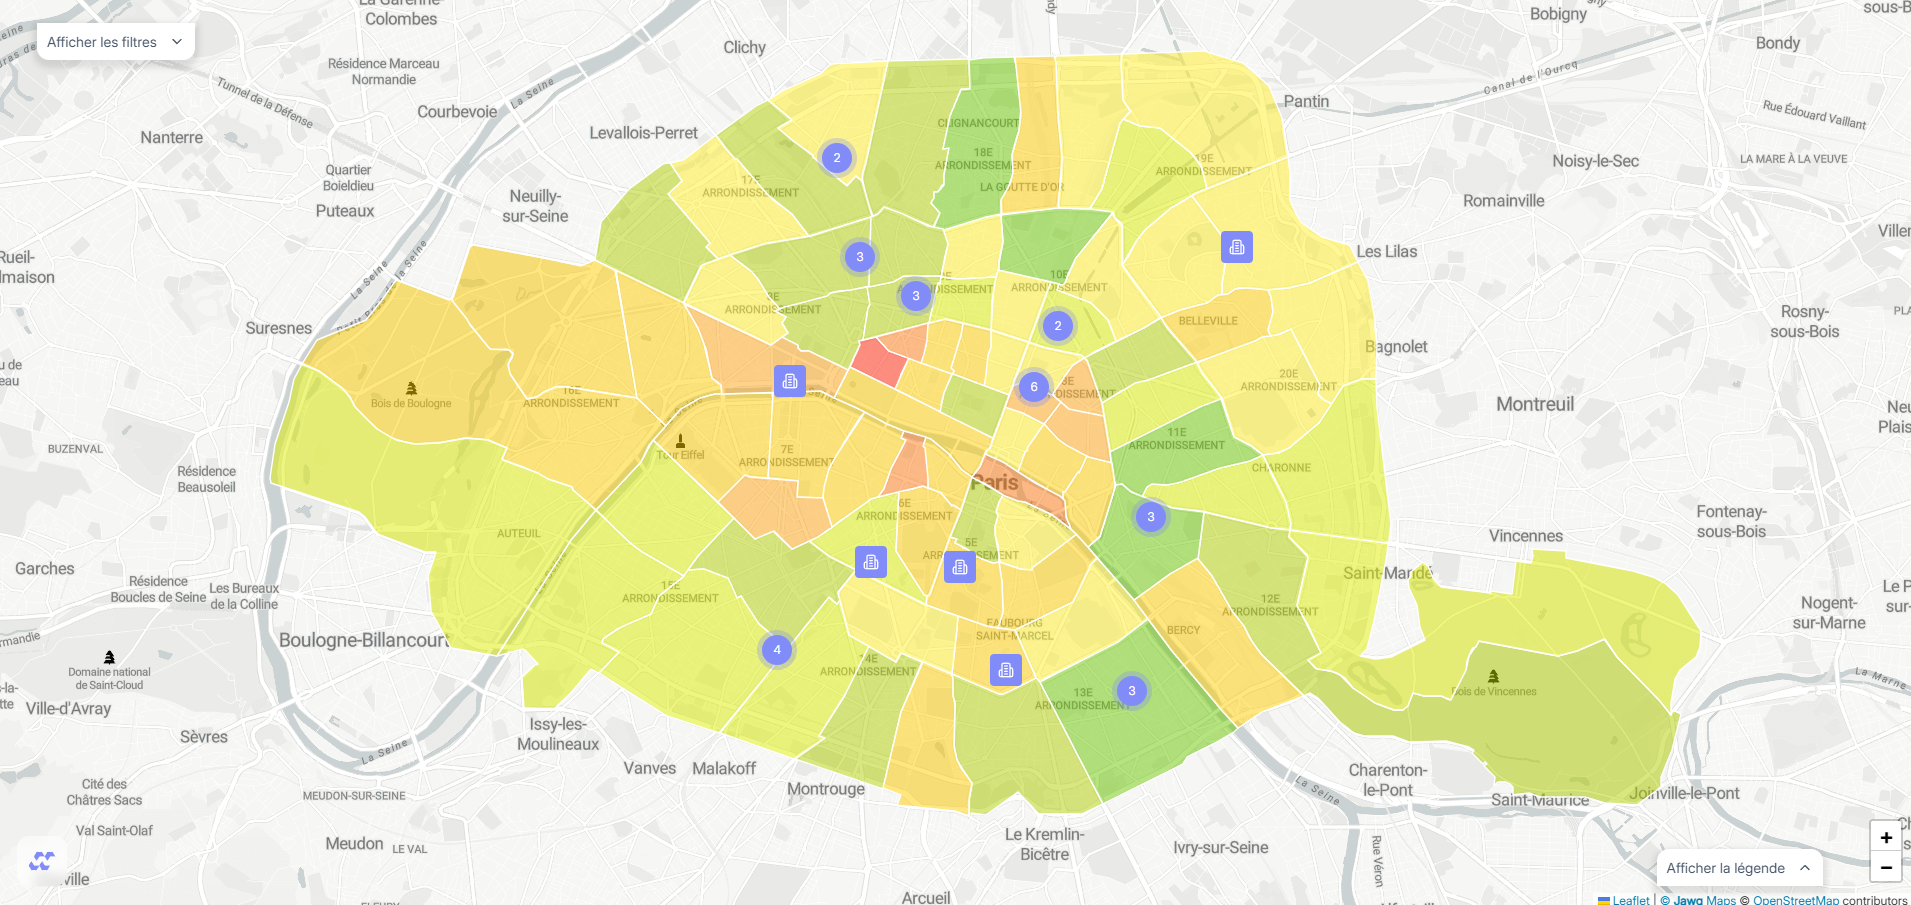 La Garenne-
Colombes
Bobigny
sous-B
Afficher les filtres
Clichy
Bondy
Résidence Marceau
Normandie
La Seine
Canal de l'Ourcq
Tunnel de la Défense
Courbevoie
Pantin
Rue Édouard Vaillant
Nanterre
Levallois-Perret
CLIGNANCOURT
18E
ARRONDISSEMENT
19E
ARRONDISSEMENT
Noisy-le-Sec
LA MARE À LA VEUVE
2
Quartier
Boieldieu
17E
ARRONDISSEMENT
LA GOUTTE D'OR
Puteaux
Neuilly-
sur-Seine
Romainville
Les Lilas
3
La Seine
La Seine
10E
ARRONDISSEMENT
3
8E
ARRONDISSEMENT
Suresnes
2
BELLEVILLE
Rosny-
sous-Bois
Bagnolet
20E
ARRONDISSEMENT
6
Bois de Boulogne
16E
ARRONDISSEMENT
Montreuil
BUZENVAL
Tour Eiffel
7E
ARRONDISSEMENT
11E
ARRONDISSEMENT
CHARONNE
Résidence
Beausoleil
Paris
6E
ARRONDISSEMENT
3
Fontenay-
sous-Bois
AUTEUIL
Vincennes
5E
Garches
Saint-Mandé
Résidence
Boucles de Seine
Les Bureaux
de la Colline
15E
ARRONDISSEMENT
12E
ARRONDISSEMENT
Nogent-
sur-Marne
FAUBOURG
SAINT-MARCEL
BERCY
Boulogne-Billancourt
4
14E
ARRONDISSEMENT
Domaine national
de Saint-Cloud
La Marne
13E
ARRONDISSEMENT
3
Bois de Vincennes
Ville-d'Avray
Sèvres
La Seine
Issy-les-
Moulineaux
Vanves
Malakoff
Montrouge
Cité des
Châtres Sacs
MEUDON-SUR-SEINE
La Seine
Charenton-
le-Pont
Saint-Maurice
Joinville-le-Pont
Val Saint-Olaf
Meudon
LE VAL
Le Kremlin-
Bicêtre
Ivry-sur-Seine
Rue Véron
+
−
Afficher la légende
Arcueil
Leaflet | © Jawg Maps © OpenStreetMap contributors